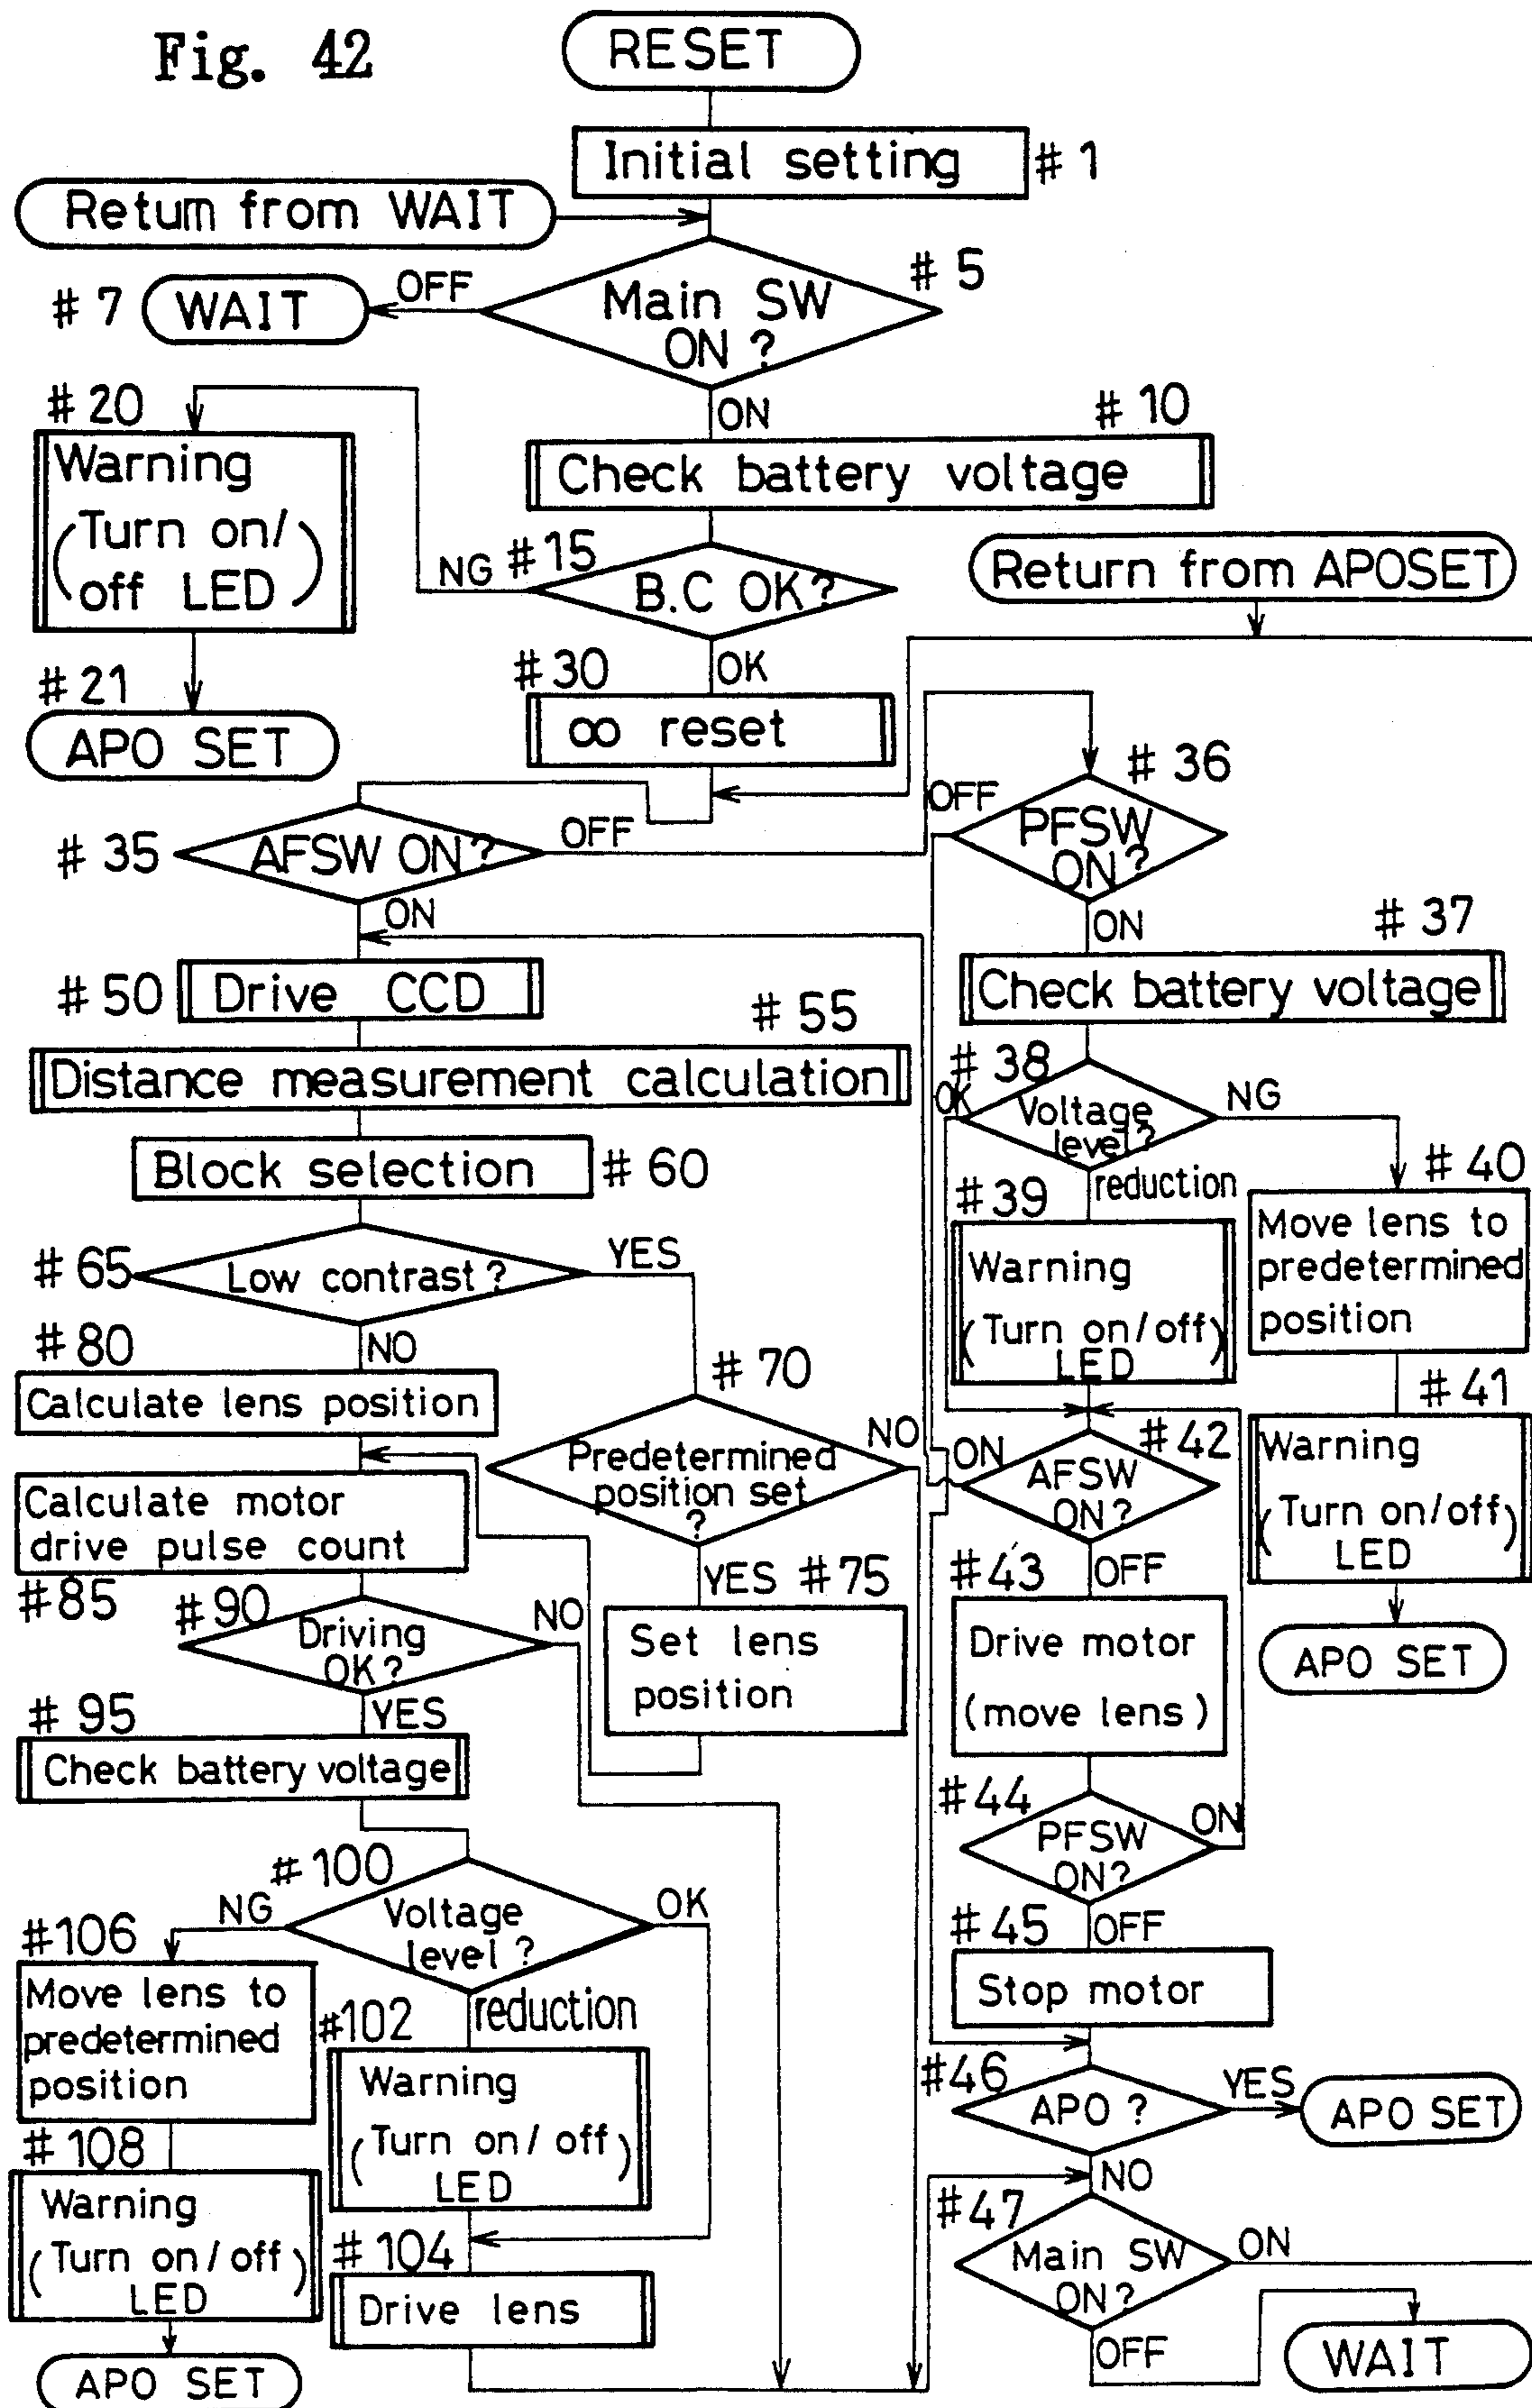 Fig. 42
RESET
Initial setting
# 1
Return from WAIT
# 5
Main SW
ON ?
OFF
# 7
WAIT
ON
# 10
Check battery voltage
# 20
Warning
(Turn on/
off LED)
# 21
APO SET
NG
# 15
B.C OK?
OK
Return from APOSET
# 30
∞ reset
# 35
AFSW ON?
OFF
ON
# 36
PFSW
ON?
OFF
ON
# 37
Check battery voltage
# 50
Drive CCD
# 55
Distance measurement calculation
# 60
Block selection
# 38
OK
Voltage
level?
NG
reduction
# 39
Warning
(Turn on/off)
LED
# 40
Move lens to
predetermined
position
# 41
Warning
(Turn on/off)
LED
APO SET
# 65
Low contrast ?
YES
NO
# 80
Calculate lens position
# 70
Predetermined
position set
?
NO
YES
# 75
Set lens
position
Calculate motor
drive pulse count
#85
#90
Driving
OK?
NO
YES
# 95
Check battery voltage
# 42
ON
AFSW
ON?
OFF
#43
Drive motor
(move lens)
#44
PFSW
ON?
ON
OFF
#45
Stop motor
#46
APO ?
YES
APO SET
NO
#47
Main SW
ON?
ON
OFF
WAIT
# 100
Voltage
level ?
NG
OK
reduction
#106
Move lens to
predetermined
position
# 108
Warning
(Turn on/off)
LED
APO SET
#102
Warning
(Turn on/off)
LED
# 104
Drive lens